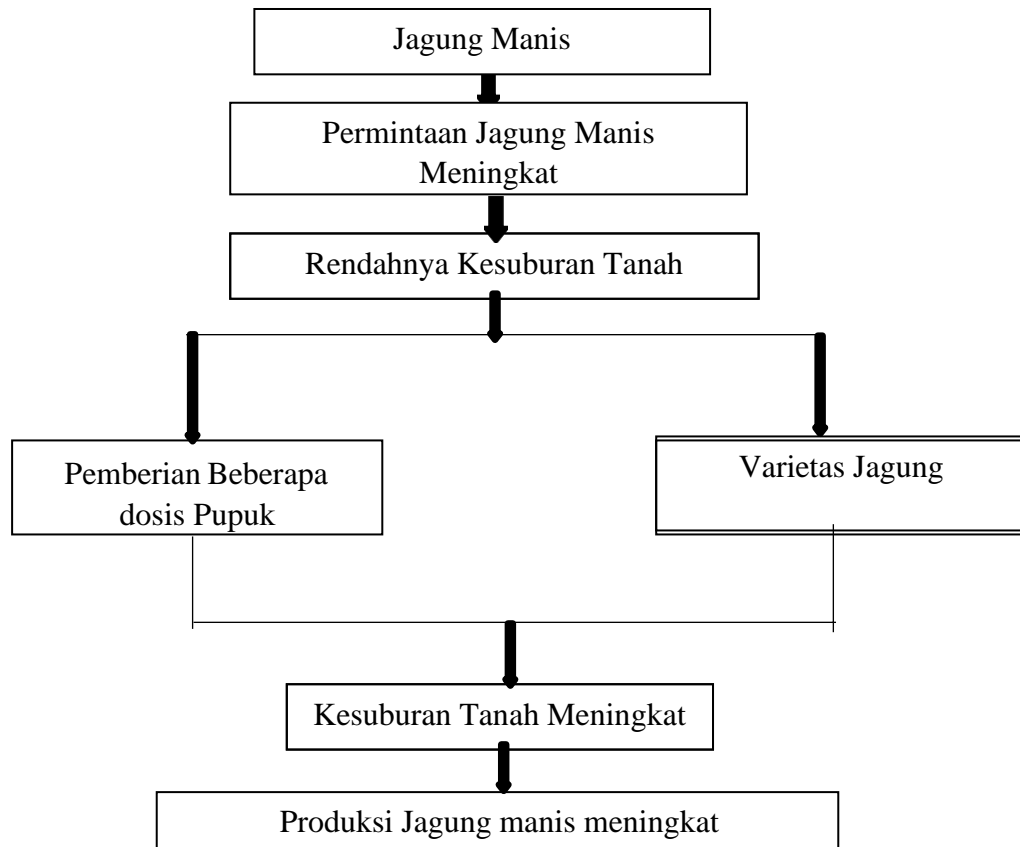 Jagung Manis
Permintaan Jagung Manis
Meningkat
Rendahnya Kesuburan Tanah
Pemberian Beberapa
dosis Pupuk
Varietas Jagung
Kesuburan Tanah Meningkat
Produksi Jagung manis meningkat